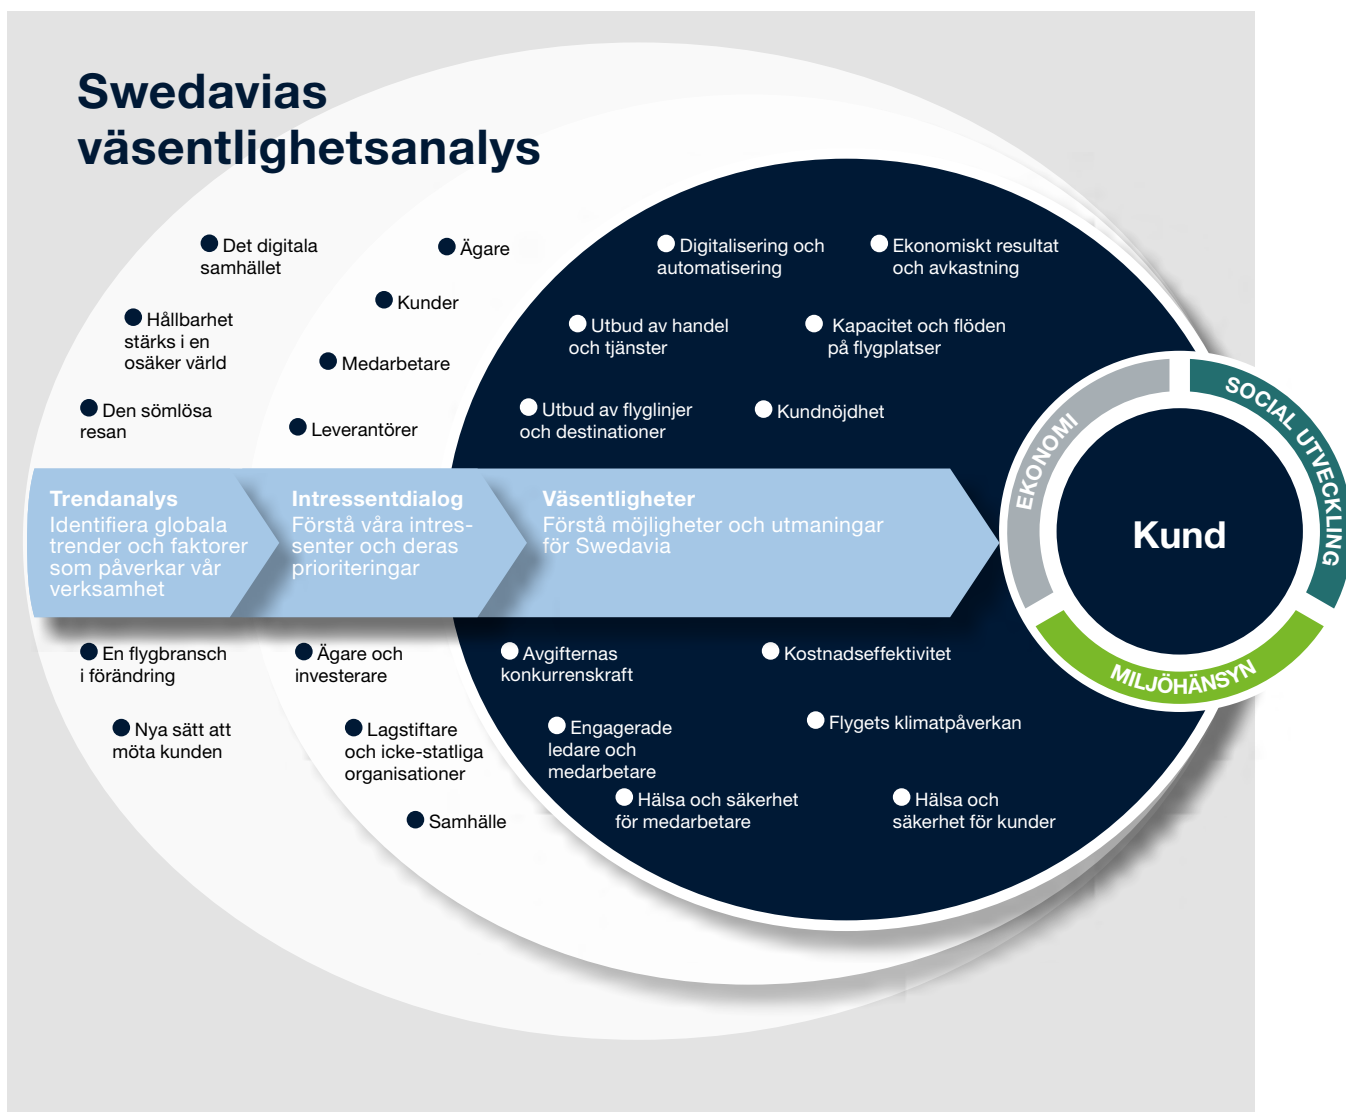 Swedavias
väsentlighetsanalys
Det digitala
samhället
Hållbarhet
stärks i en
osäker värld
Den sömlösa
resan
Ägare
Kunder
Medarbetare
Leverantörer
Digitalisering och
automatisering
Ekonomiskt resultat
och avkastning
Utbud av handel
och tjänster
Kapacitet och flöden
på flygplatser
Utbud av flyglinjer
och destinationer
Kundnöjdhet
Trendanalys
Identifiera globala
trender och faktorer
som påverkar vår
verksamhet
Intressentdialog
Förstå våra intres-
senter och deras
prioriteringar
Väsentligheter
Förstå möjligheter och utmaningar
för Swedavia
EKONOMI
SOCIAL UTVECKLING
MILJÖHÄNSYN
Kund
En flygbransch
i förändring
Nya sätt att
möta kunden
Ägare och
investerare
Lagstiftare
och icke-statliga
organisationer
Samhälle
Avgifternas
konkurrenskraft
Kostnadseffektivitet
Engagerade
ledare och
medarbetare
Flygets klimatpåverkan
Hälsa och säkerhet
för medarbetare
Hälsa och
säkerhet för kunder